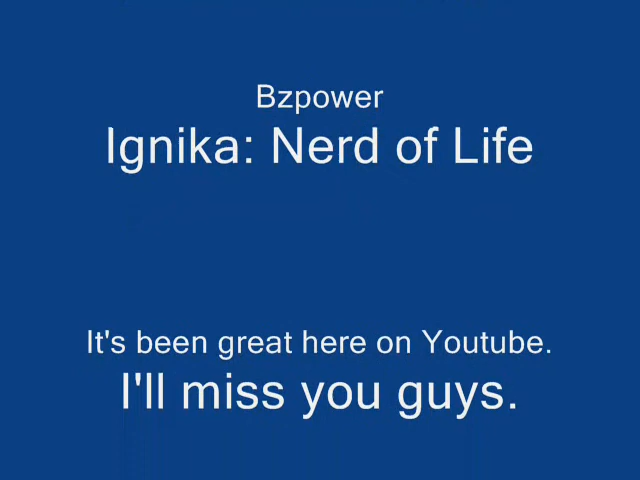 Bzpower
Ignika: Nerd of Life
It's been great here on Youtube.
I'll miss you guys.